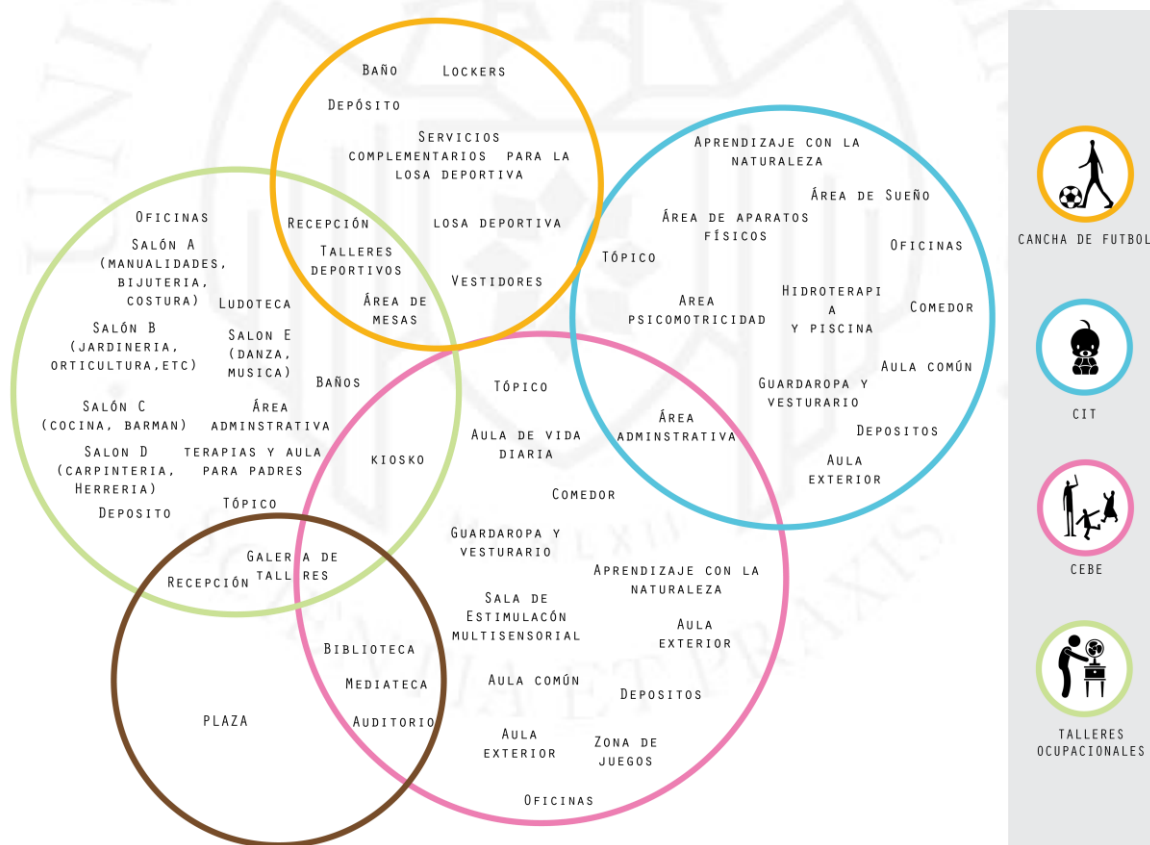 Baño
Lockers
Depósito
Servicios
complementarios para la
losa deportiva
Recepción
losa deportiva
Talleres
deportivos
Vestidores
Área de
mesas
Oficinas
Salón A
(manualidades,
bijuteria,
costura)
Ludoteca
Salón B
(jardineria,
orticultura,etc)
Salon E
(danza,
musica)
Baños
Salón C
(cocina, barman)
Área
adminstrativa
Salon D
(carpinteria,
Herreria)
terapias y aula
para padres
kiosko
Deposito
Tópico
Galeria de
talleres
Recepción
Biblioteca
Mediateca
Auditorio
plaza
Tópico
Aula de vida
diaria
Área
adminstrativa
Comedor
Guardaropa y
vesturario
Aprendizaje con la
naturaleza
Sala de
Estimulacón
multisensorial
Aula
exterior
Aula común
Depositos
Aula
exterior
Zona de
juegos
Oficinas
Aprendizaje con la
naturaleza
Área de Sueño
Área de aparatos
físicos
Oficinas
Tópico
Area
psicomotricidad
Hidroterapi
a
y piscina
Comedor
Aula común
Guardaropa y
vesturario
Depositos
Aula
exterior
CANCHA DE FUTBOL
CIT
CEBE
TALLERES
OCUPACIONALES
ET PRAXIS